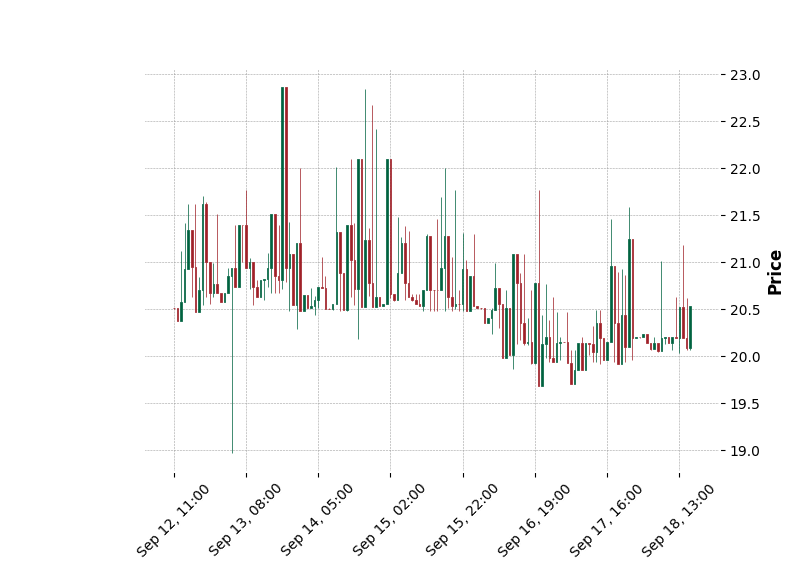 23.0
22.5
22.0
21.5
21.0
20.5
20.0
19.5
19.0
Price
Sep 12, 11:00
Sep 13, 08:00
Sep 14, 05:00
Sep 15, 02:00
Sep 15, 22:00
Sep 16, 19:00
Sep 17, 16:00
Sep 18, 13:00